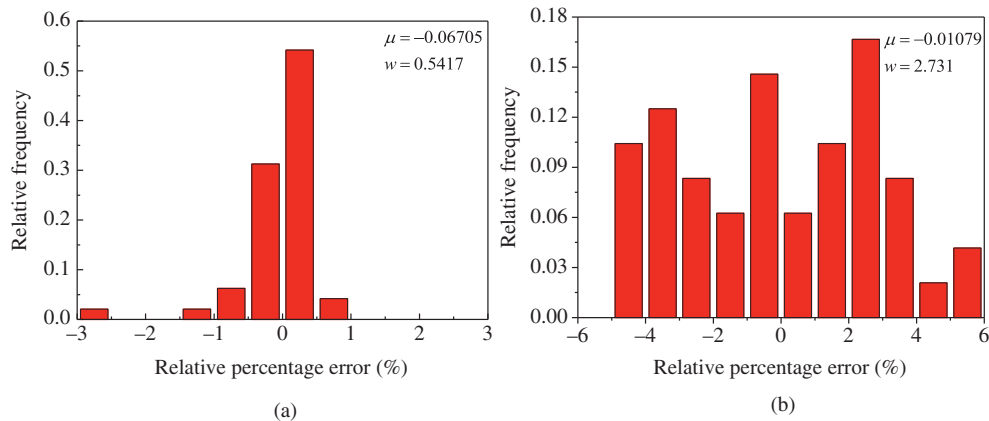 0.6
0.5
0.4
0.3
0.2
0.1
0.0
Relative frequency
μ = −0.06705
w = 0.5417
−3 −2 −1 0 1 2 3
Relative percentage error (%)
(a)
0.18
0.15
0.12
0.09
0.06
0.03
0.00
Relative frequency
μ = −0.01079
w = 2.731
−6 −4 −2 0 2 4 6
Relative percentage error (%)
(b)